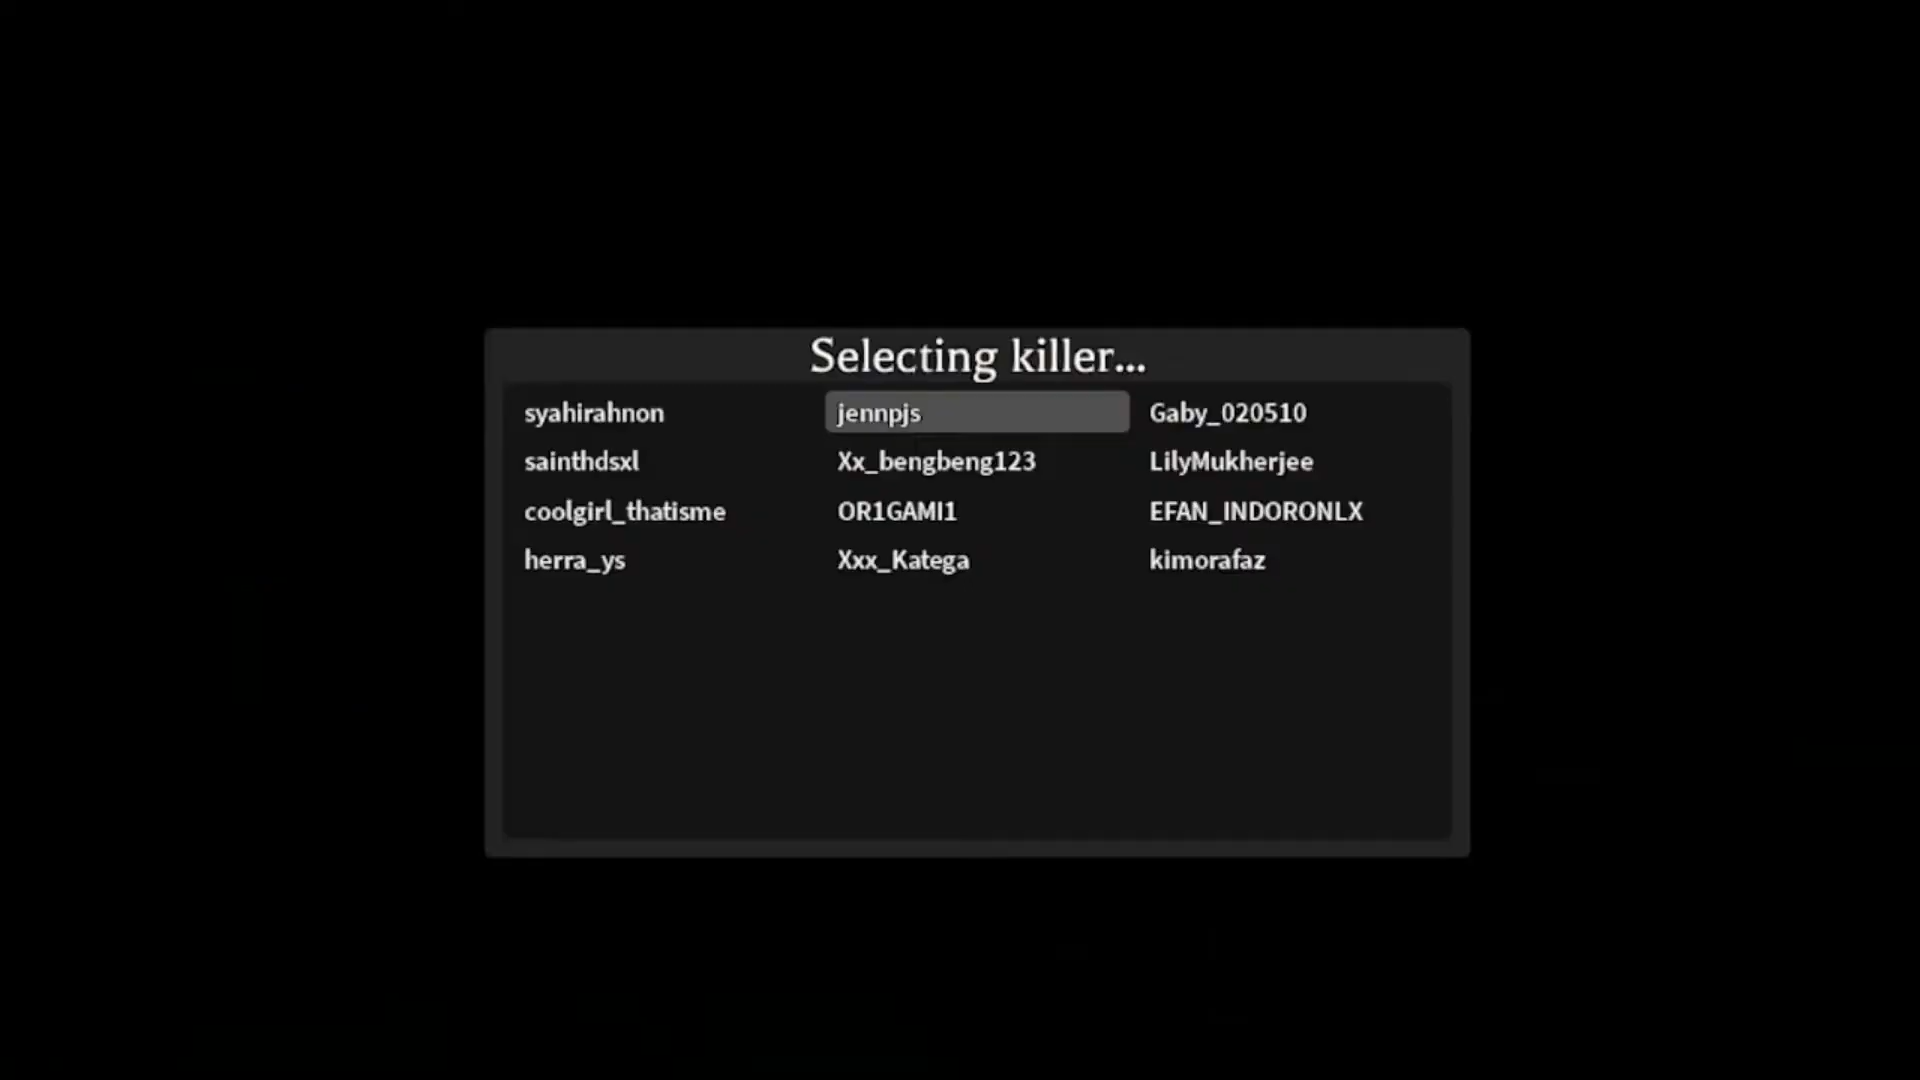 Selecting killer...
syahirahnon jennpjs Gaby_020510
sainthdsxl Xx_bengbeng123 LilyMukherjee
coolgirl_thatisme OR1GAMI1 EFAN_INDORONLX
herra_ys Xxx_Katega kimorafaz